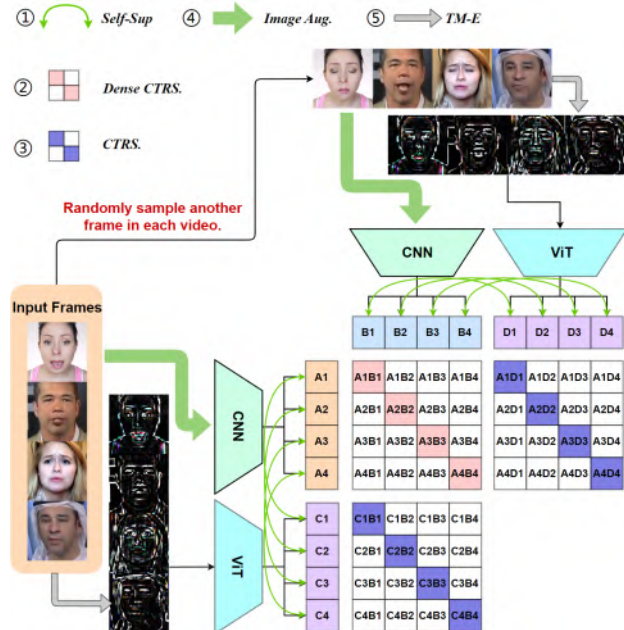 ① Self-Sup ④ Image Aug. ⑤ TM-E
② Dense CTRS.
③ CTRS.
Randomly sample another
frame in each video.
CNN ViT
Input Frames
B1 B2 B3 B4 D1 D2 D3 D4
CNN
A1 A1B1 A1B2 A1B3 A1B4 A1D1 A1D2 A1D3 A1D4
A2 A2B1 A2B2 A2B3 A2B4 A2D1 A2D2 A2D3 A2D4
A3 A3B1 A3B2 A3B3 A3B4 A3D1 A3D2 A3D3 A3D4
A4 A4B1 A4B2 A4B3 A4B4 A4D1 A4D2 A4D3 A4D4
ViT
C1 C1B1 C1B2 C1B3 C1B4
C2 C2B1 C2B2 C2B3 C2B4
C3 C3B1 C3B2 C3B3 C3B4
C4 C4B1 C4B2 C4B3 C4B4